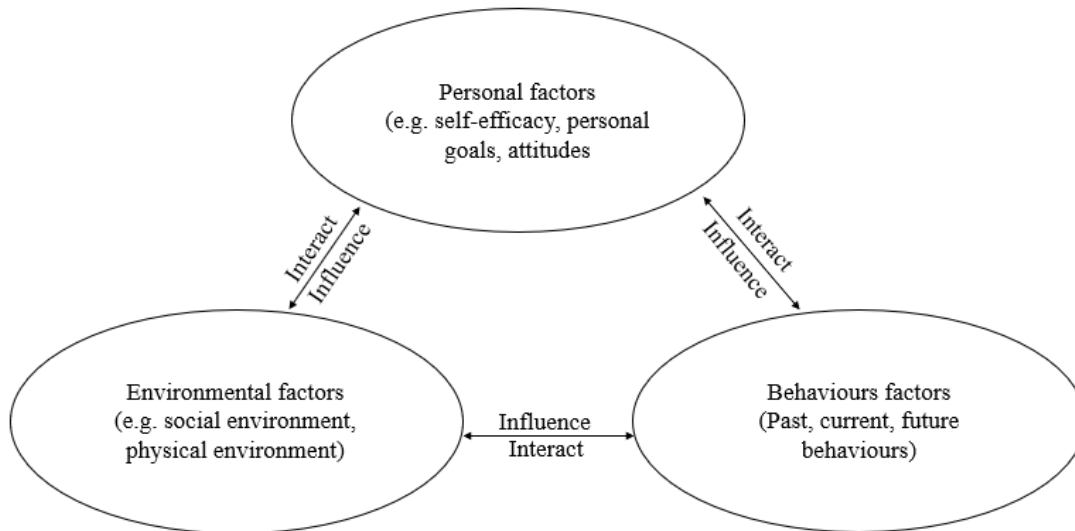 Personal factors
(e.g. self-efficacy, personal
goals, attitudes
Interact
Influence
Interact
Influence
Environmental factors
(e.g. social environment,
physical environment)
Influence
Interact
Behaviours factors
(Past, current, future
behaviours)